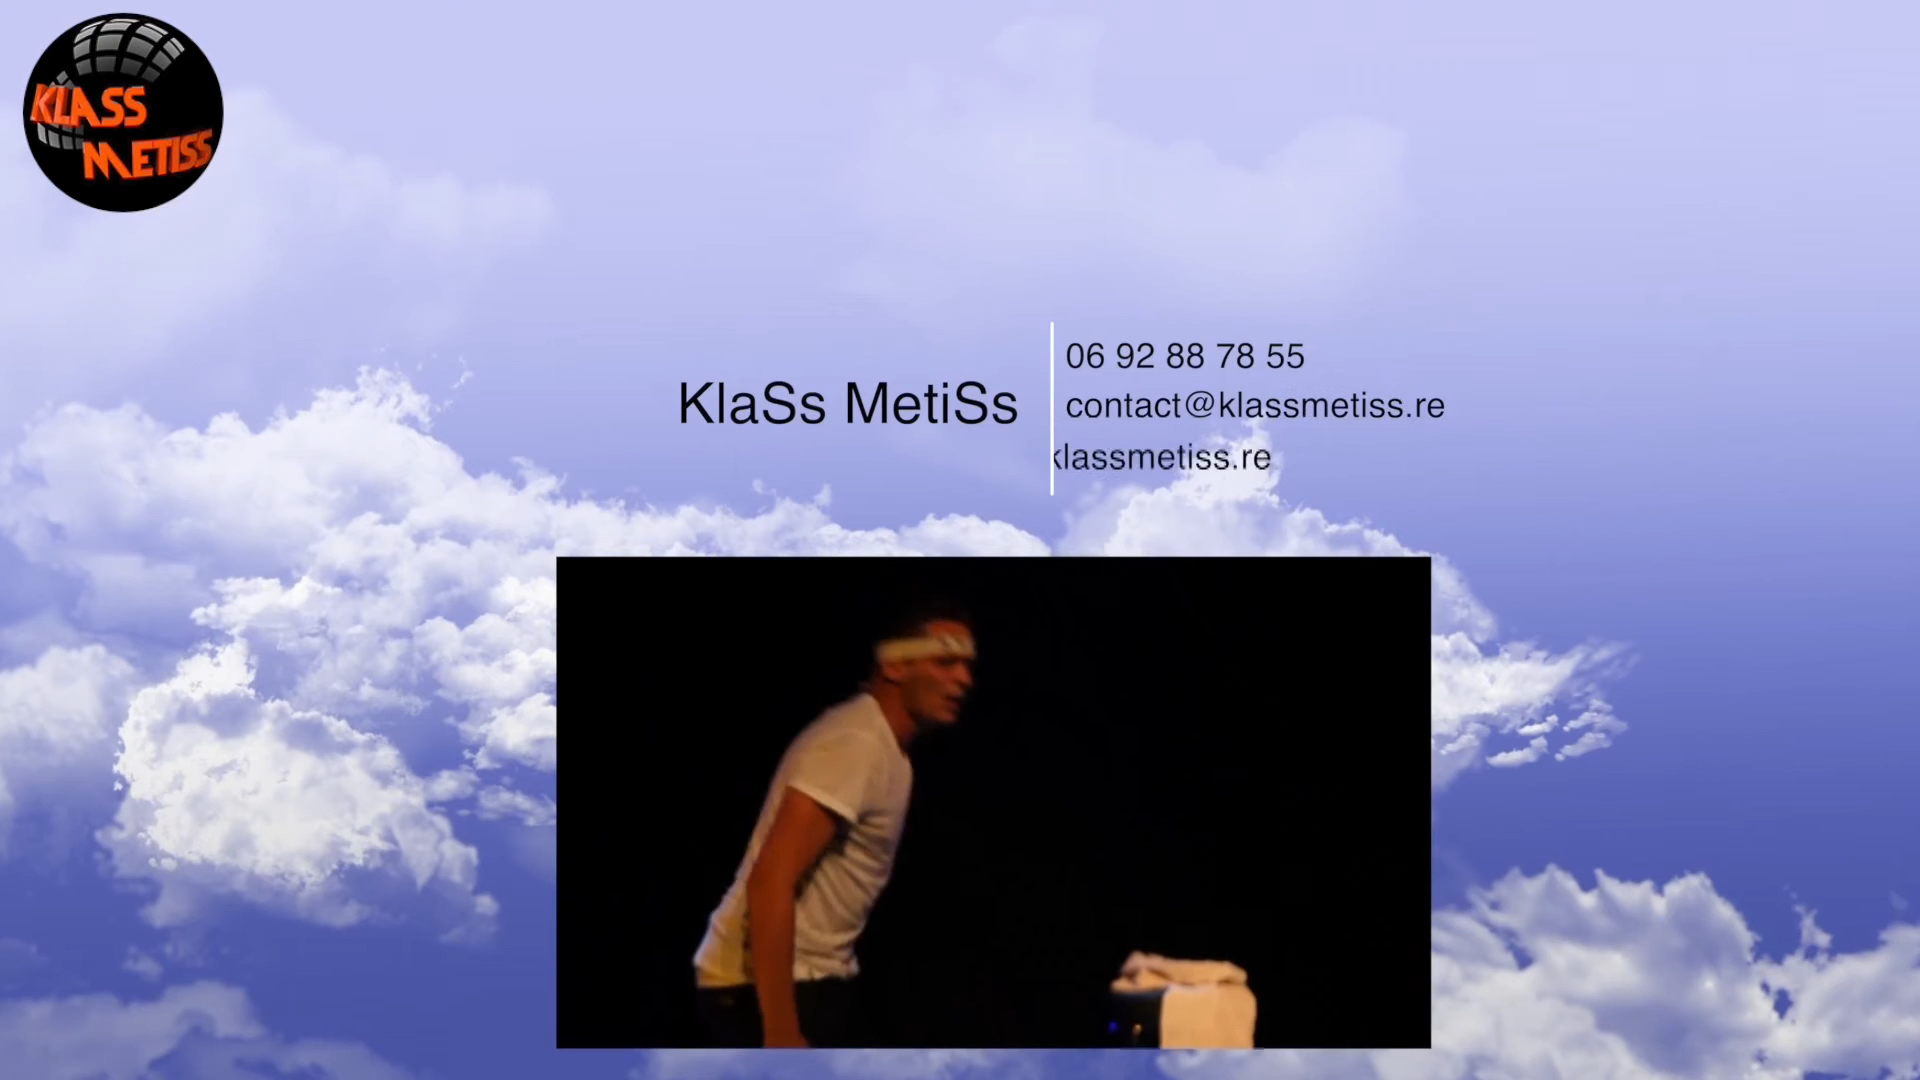 KLASS
METISS
KlaSs MetiSs
06 92 88 78 55
contact@klassmetiss.re
klassmetiss.re